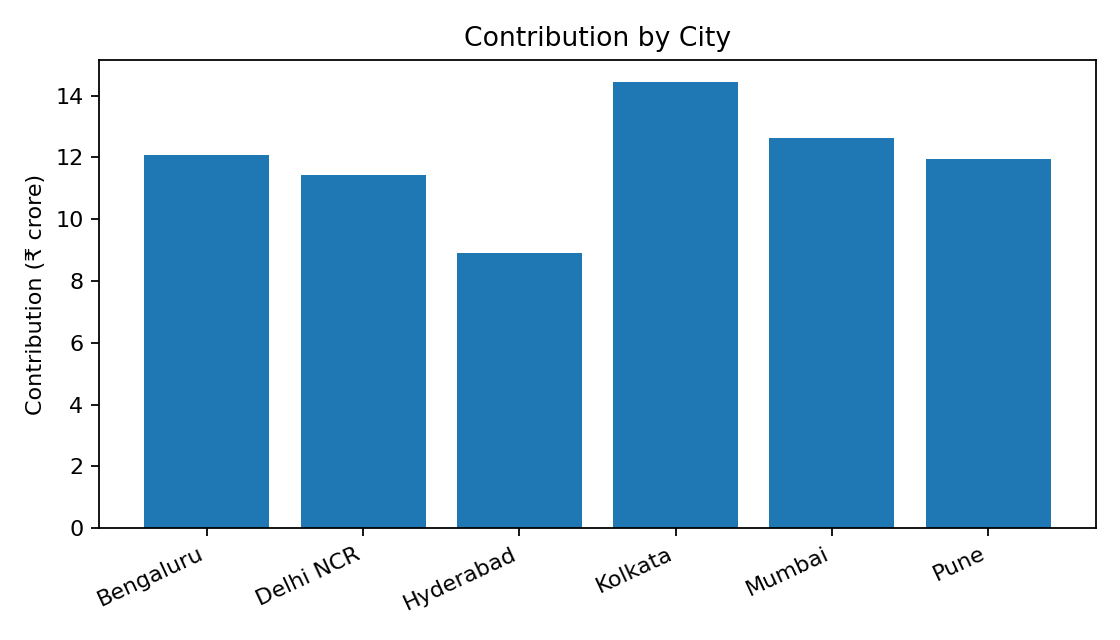 Contribution by City
Contribution (₹ crore)
14
12
10
8
6
4
2
0
Bengaluru
Delhi NCR
Hyderabad
Kolkata
Mumbai
Pune